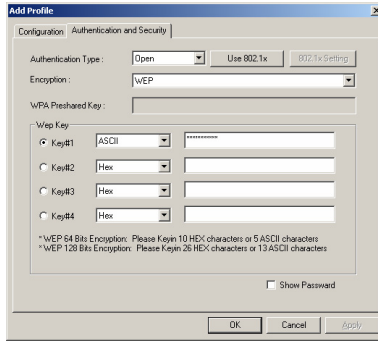 Add Profile
Configuration Authentication and Security
Authentication Type : Open Use 802.1x 802.1x Setting
Encryption : WEP
WPA Preshared Key :
Wep Key
Key#1 ASCII **********
Key#2 Hex
Key#3 Hex
Key#4 Hex
* WEP 64 Bits Encryption: Please Keyin 10 HEX characters or 5 ASCII characters
* WEP 128 Bits Encryption: Please Keyin 26 HEX characters or 13 ASCII characters
Show Passward
OK Cancel Apply